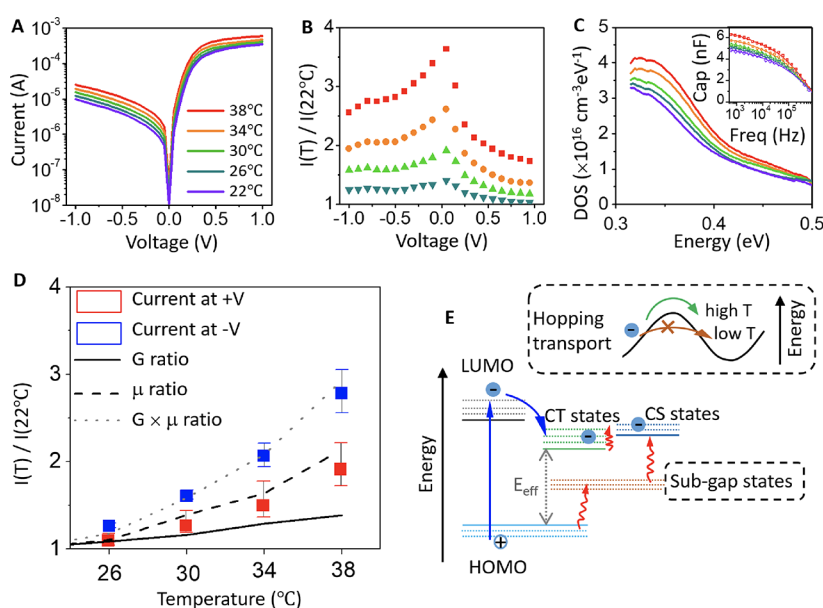 A
Current (A)
10⁻³
10⁻⁴
10⁻⁵
10⁻⁶
10⁻⁷
10⁻⁸
38°C
34°C
30°C
26°C
22°C
-1.0 -0.5 0.0 0.5 1.0
Voltage (V)
B
I(T) / I(22°C)
4
3
2
1
-1.0 -0.5 0.0 0.5 1.0
Voltage (V)
C
DOS (×10¹⁶ cm⁻³eV⁻¹)
5
4
3
2
1
0
0.3 0.4 0.5
Energy (eV)
Cap (nF)
6
4
2
0
10³ 10⁴ 10⁵
Freq (Hz)
D
I(T) / I(22°C)
4
3
2
1
Current at +V
Current at -V
G ratio
μ ratio
G × μ ratio
26 30 34 38
Temperature (°C)
E
Hopping
transport
high T
low T
Energy
Energy
LUMO
CT states
CS states
E_eff
Sub-gap states
HOMO